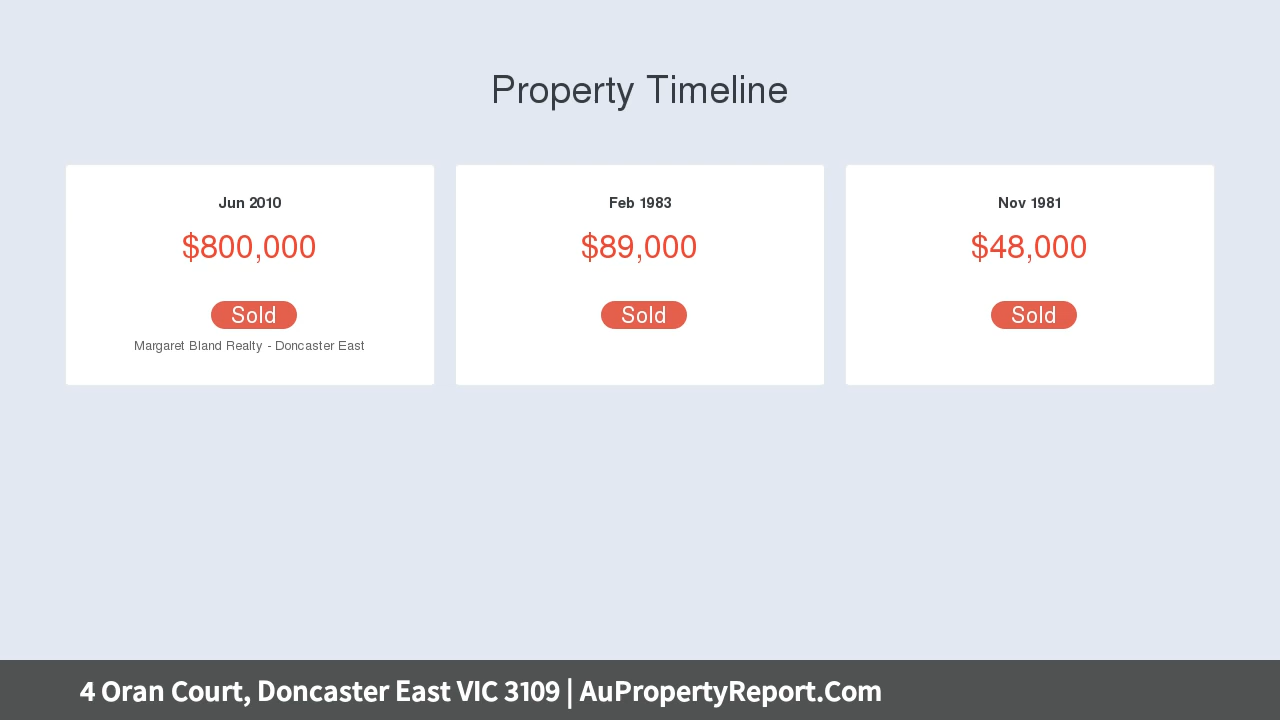 Property Timeline
Jun 2010
$800,000
Sold
Margaret Bland Realty - Doncaster East
Feb 1983
$89,000
Sold
Nov 1981
$48,000
Sold
4 Oran Court, Doncaster East VIC 3109 | AuPropertyReport.Com